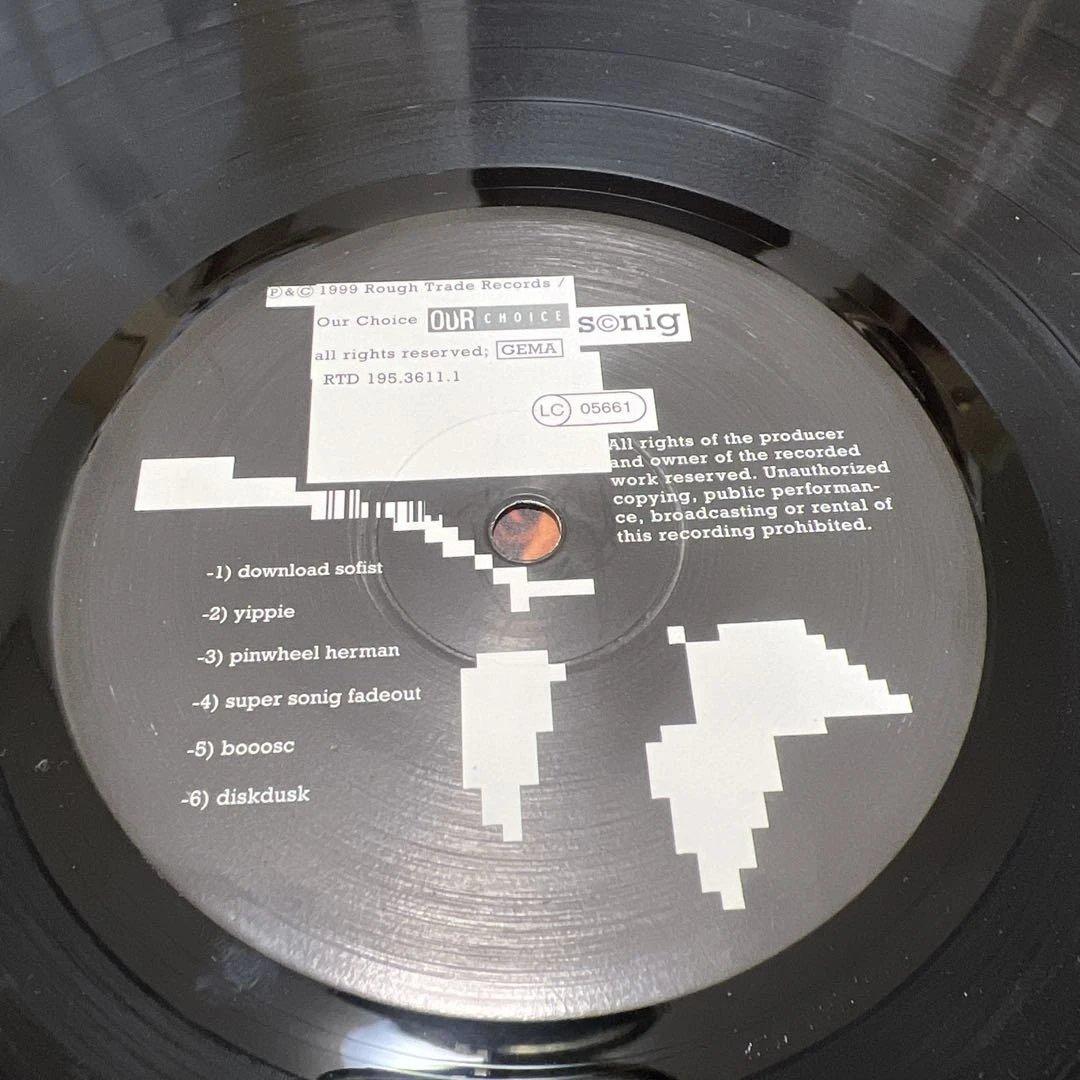 Ⓟ & © 1999 Rough Trade Records /
Our Choice OUR CHOICE s©nig
all rights reserved; GEMA
RTD 195.3611.1
LC 05661
All rights of the producer
and owner of the recorded
work reserved. Unauthorized
copying, public performan-
ce, broadcasting or rental of
this recording prohibited.
-1) download sofist
-2) yippie
-3) pinwheel herman
-4) super sonig fadeout
-5) booosc
-6) diskdusk